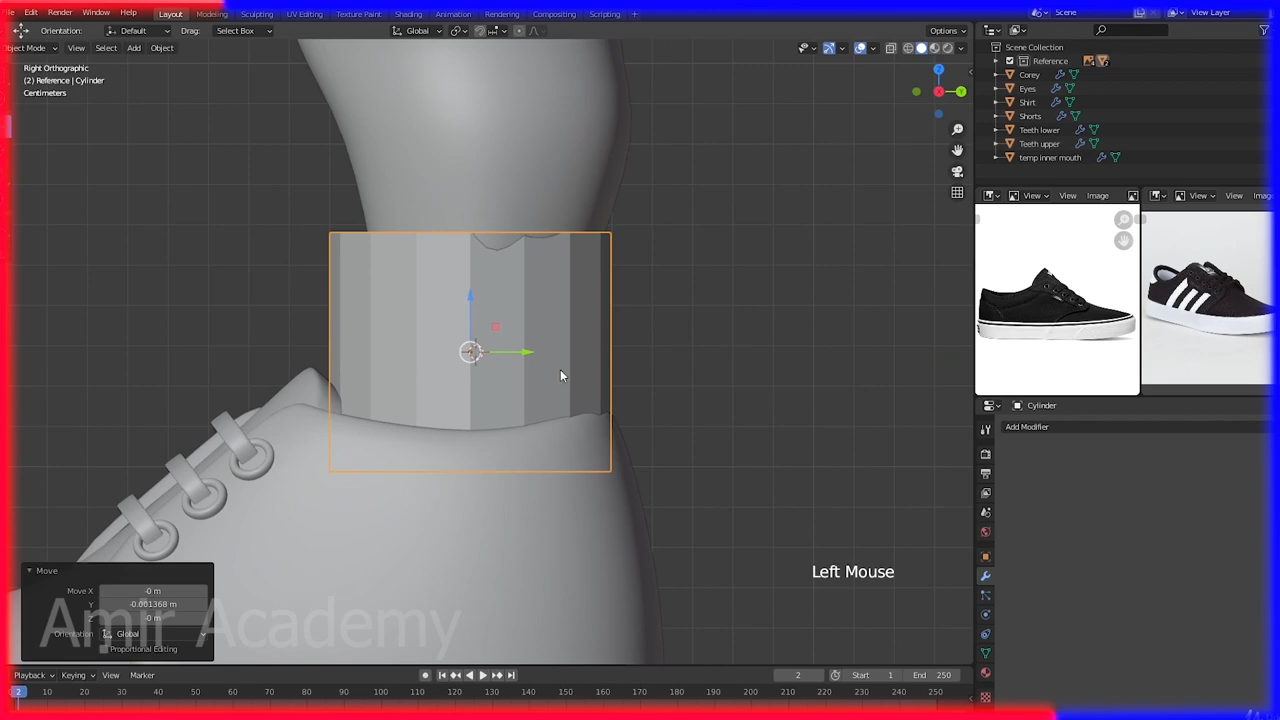 File Edit Render Window Help Layout Modeling Sculpting UV Editing Texture Paint Shading Animation Rendering Compositing Scripting + Scene View Layer
Orientation: Default Drag: Select Box Global Options
Object Mode View Select Add Object
Right Orthographic
(2) Reference | Cylinder
Centimeters
Scene Collection
Reference
Corey
Eyes
Shirt
Shorts
Teeth lower
Teeth upper
temp inner mouth
View View Image View View Imag
Cylinder
Add Modifier
Left Mouse
Move
Move X -0 m
Y -0.001368 m
Z -0 m
Orientation Global
Proportional Editing
Amir Academy
Playback Keying View Marker 2 Start 1 End 250
2 10 20 30 40 50 60 70 80 90 100 110 120 130 140 150 160 170 180 190 200 210 220 230 240 250